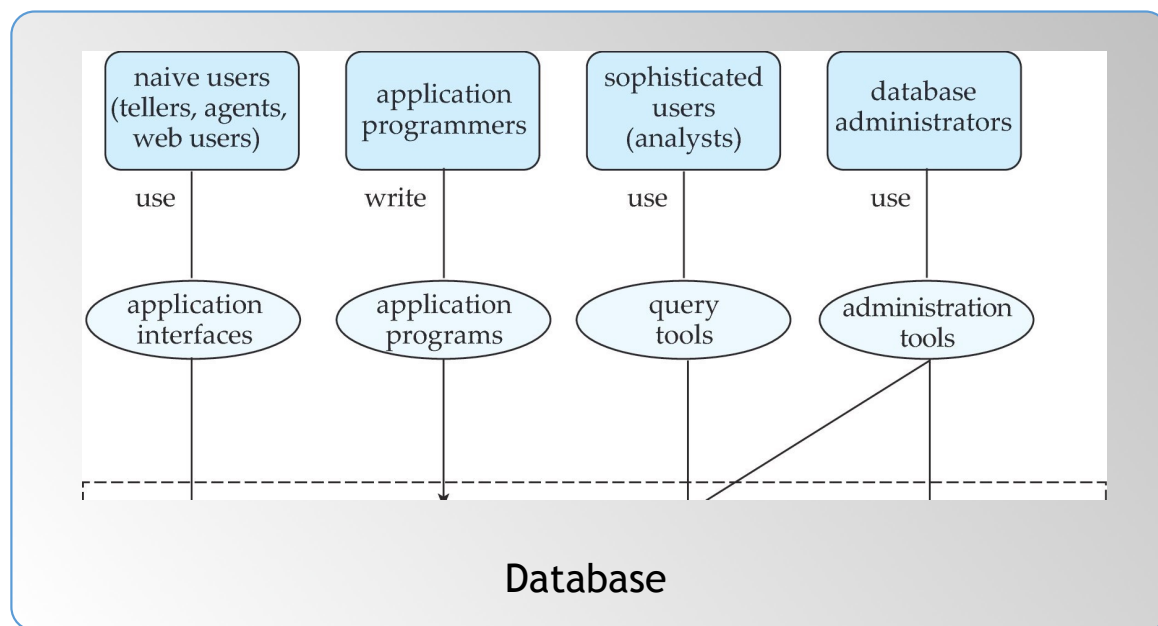 naive users
(tellers, agents,
web users)
application
programmers
sophisticated
users
(analysts)
database
administrators
use
write
use
use
application
interfaces
application
programs
query
tools
administration
tools
Database